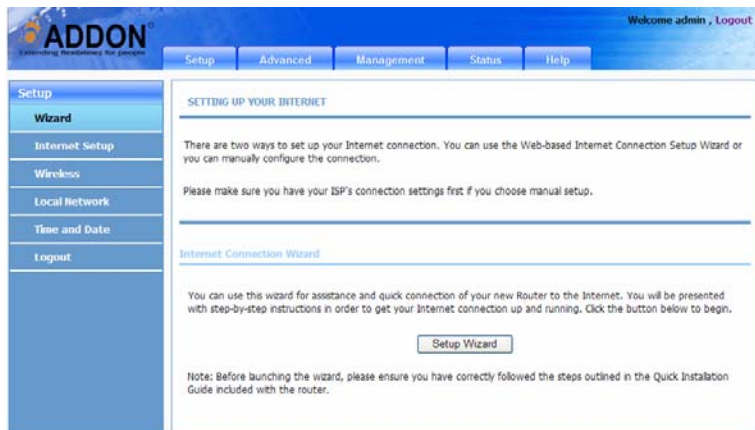 Welcome admin , Logout
ADDON
Extending flexibilities for people
Setup
Advanced
Management
Status
Help
Setup
Wizard
Internet Setup
Wireless
Local Network
Time and Date
Logout
SETTING UP YOUR INTERNET
There are two ways to set up your Internet connection. You can use the Web-based Internet Connection Setup Wizard or
you can manually configure the connection.
Please make sure you have your ISP's connection settings first if you choose manual setup.
Internet Connection Wizard
You can use this wizard for assistance and quick connection of your new Router to the Internet. You will be presented
with step-by-step instructions in order to get your Internet connection up and running. Click the button below to begin.
Setup Wizard
Note: Before launching the wizard, please ensure you have correctly followed the steps outlined in the Quick Installation
Guide included with the router.